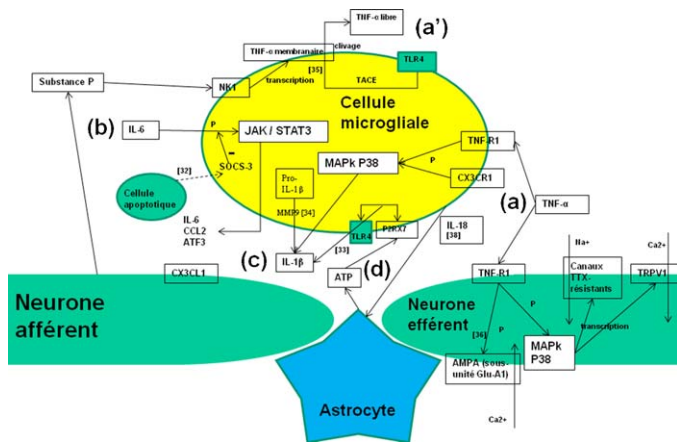 TNF-α libre
(a')
TNF-α membranaire
clivage
[35]
TLR4
TACE
Substance P
NK1
transcription
Cellule
microgliale
(b)
IL-6
P
JAK / STAT3
TNF-R1
MAPk P38
P
CX3CR1
-
SOCS-3
[32]
Cellule
apoptotique
Pro-
IL-1β
MMP9 [34]
(a)
TNF-α
IL-6
CCL2
ATF3
TLR4
P2RX7
IL-18
[38]
[33]
(c)
IL-1β
(d)
ATP
Na+
Ca2+
CX3CL1
TNF-R1
Canaux
TTX-
résistants
TRPV1
Neurone
afférent
Neurone
efférent
P
P
[36]
transcription
MAPk
P38
AMPA (sous-
unité Glu-A1)
Astrocyte
Ca2+